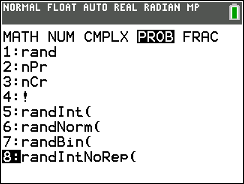 NORMAL FLOAT AUTO REAL RADIAN MP
MATH NUM CMPLX PROB FRAC
1:rand
2:nPr
3:nCr
4:!
5:randInt(
6:randNorm(
7:randBin(
8:randIntNoRep(